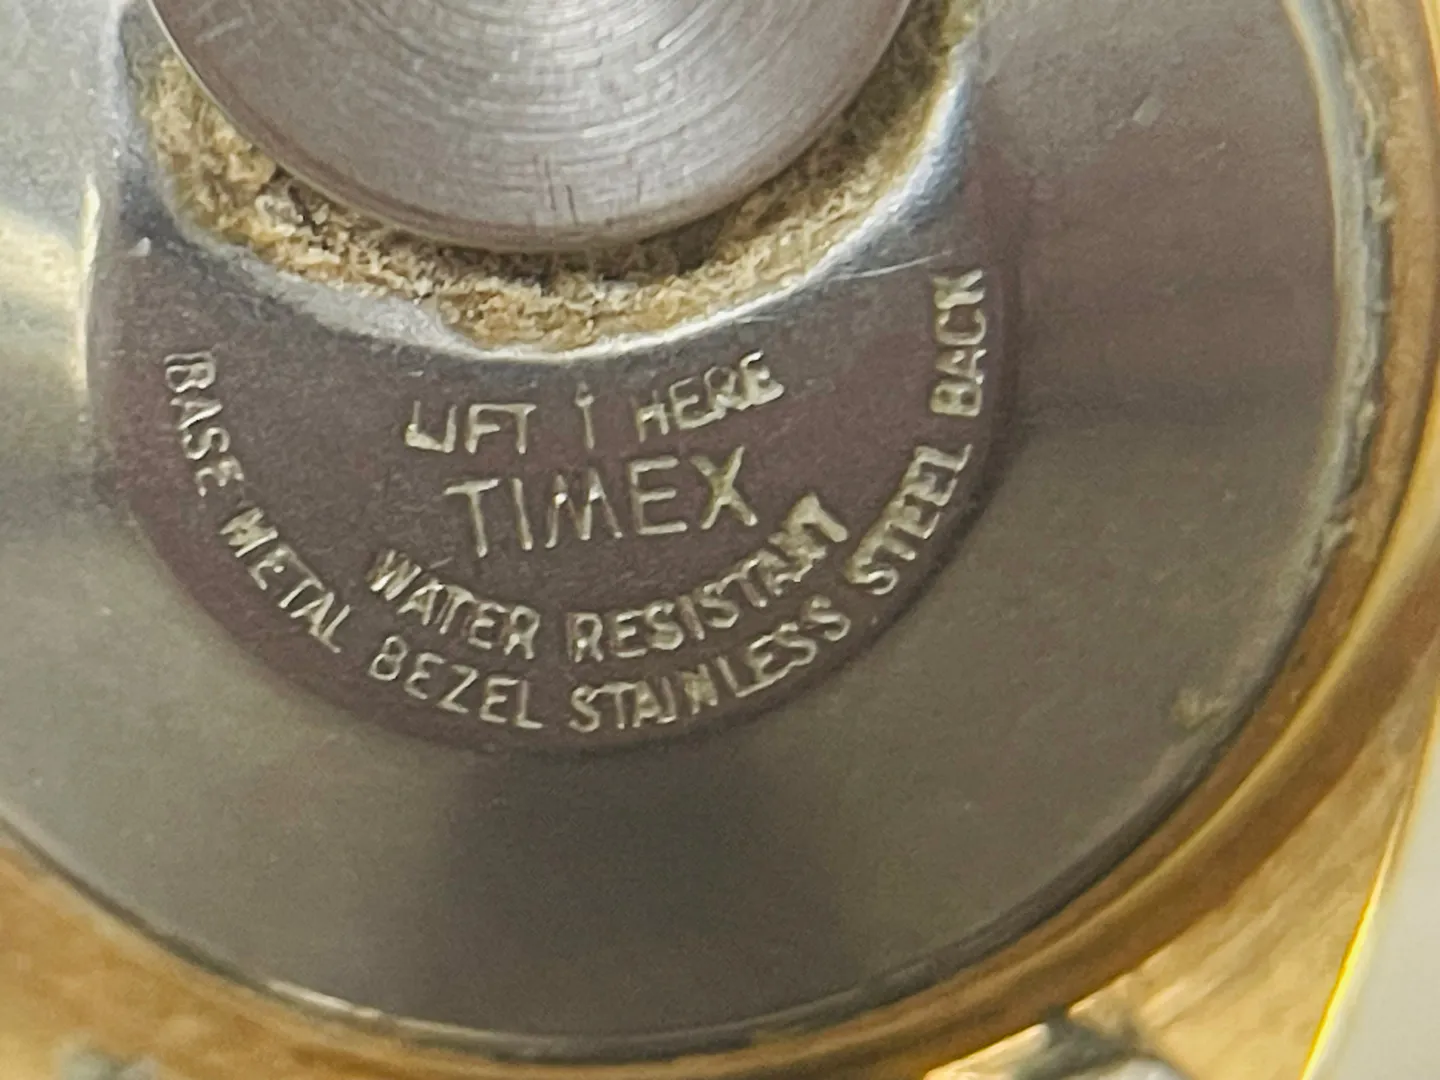 LIFT ↑ HERE
TIMEX
WATER RESISTANT
BASE METAL BEZEL STAINLESS STEEL BACK